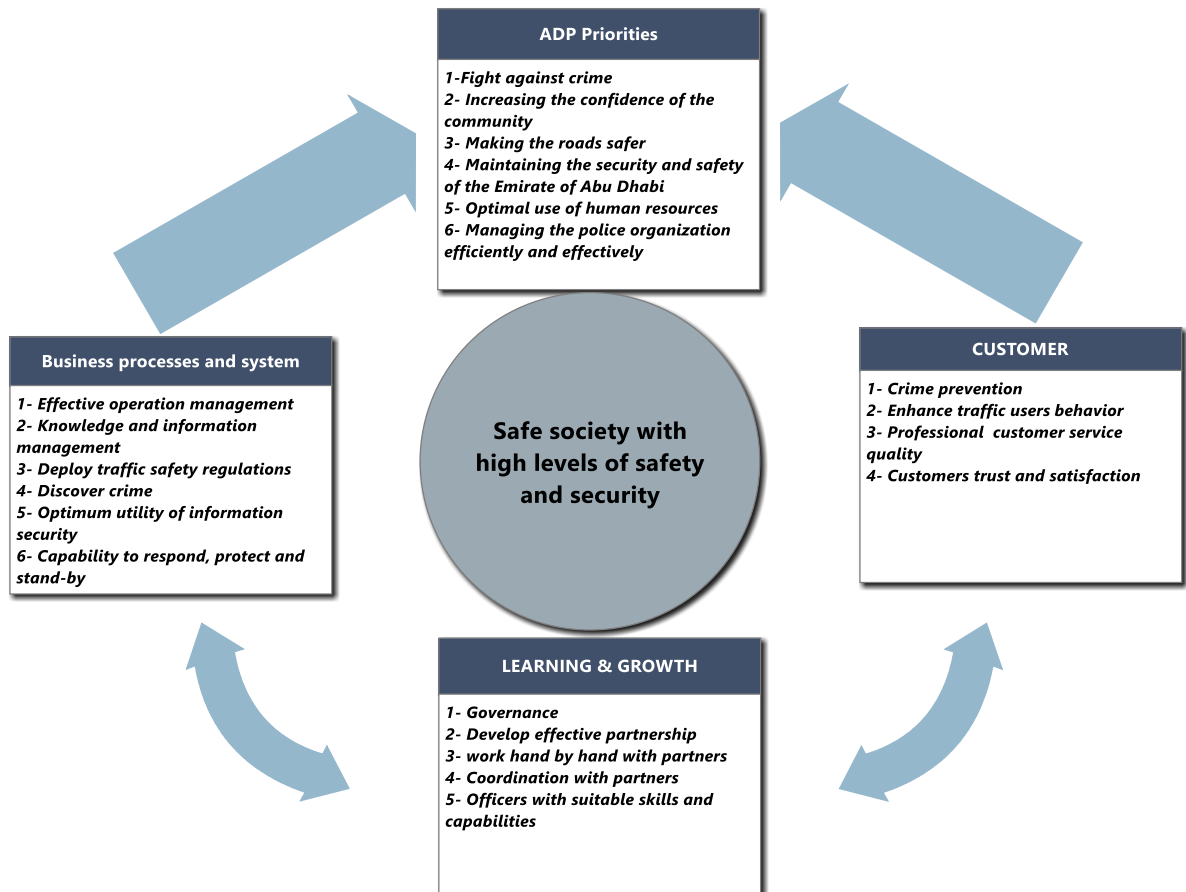 ADP Priorities
1-Fight against crime
2- Increasing the confidence of the
community
3- Making the roads safer
4- Maintaining the security and safety
of the Emirate of Abu Dhabi
5- Optimal use of human resources
6- Managing the police organization
efficiently and effectively
Business processes and system
1- Effective operation management
2- Knowledge and information
management
3- Deploy traffic safety regulations
4- Discover crime
5- Optimum utility of information
security
6- Capability to respond, protect and
stand-by
Safe society with
high levels of safety
and security
CUSTOMER
1- Crime prevention
2- Enhance traffic users behavior
3- Professional  customer service
quality
4- Customers trust and satisfaction
LEARNING & GROWTH
1- Governance
2- Develop effective partnership
3- work hand by hand with partners
4- Coordination with partners
5- Officers with suitable skills and
capabilities